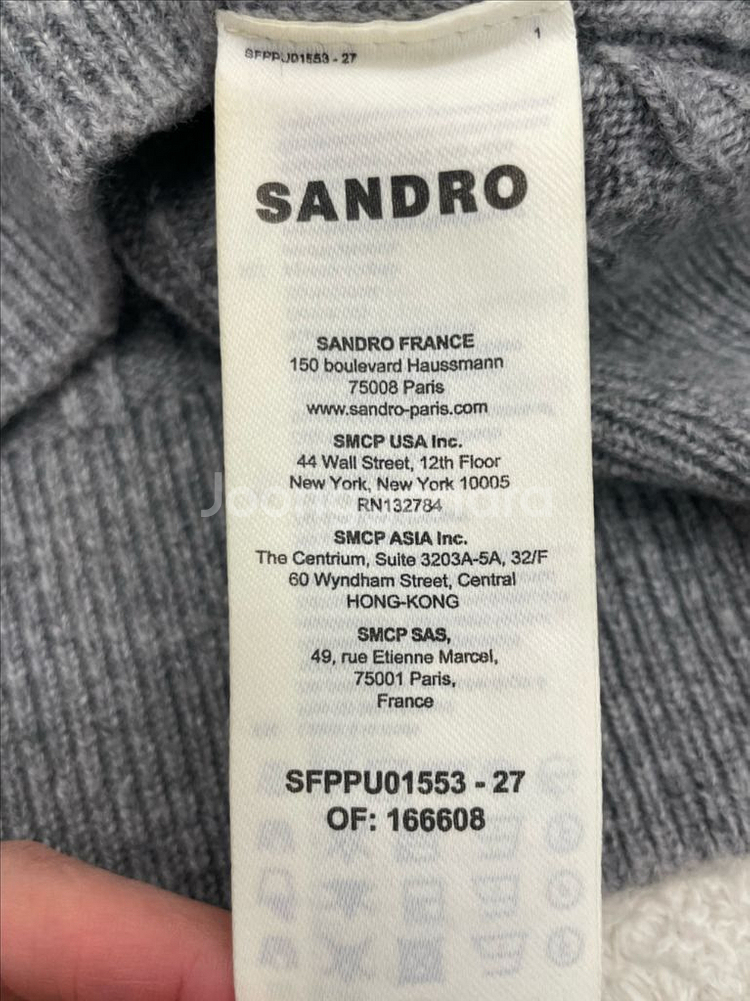 SFPPU01553 - 27
1
SANDRO
SANDRO FRANCE
150 boulevard Haussmann
75008 Paris
www.sandro-paris.com
SMCP USA Inc.
44 Wall Street, 12th Floor
New York, New York 10005
RN132784
SMCP ASIA Inc.
The Centrium, Suite 3203A-5A, 32/F
60 Wyndham Street, Central
HONG-KONG
SMCP SAS,
49, rue Etienne Marcel,
75001 Paris,
France
SFPPU01553 - 27
OF: 166608